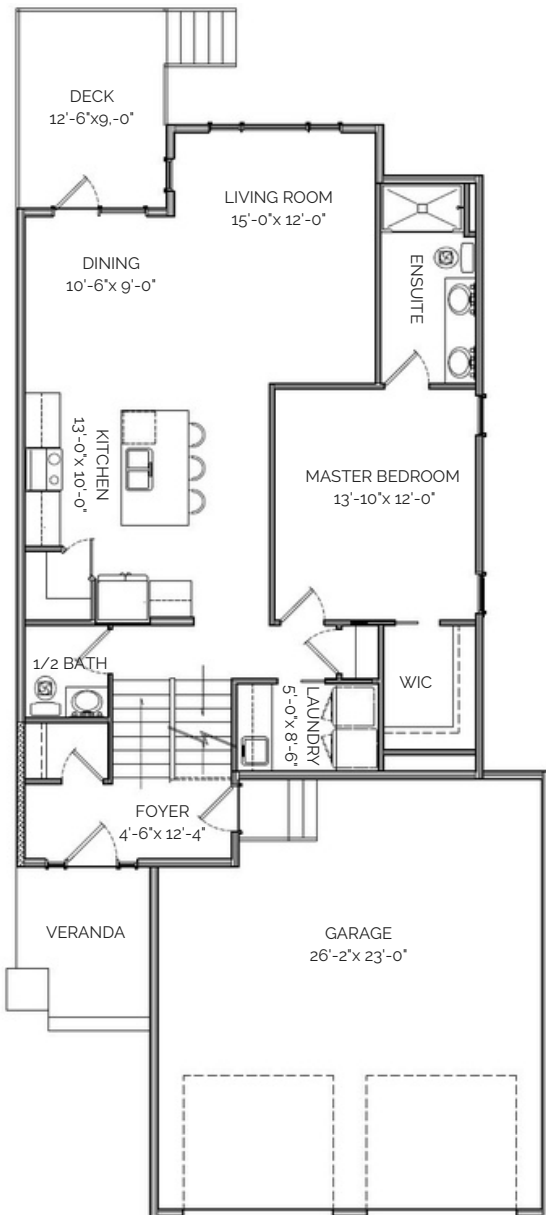 DECK
12'-6"x9,-0"
LIVING ROOM
15'-0"x 12'-0"
DINING
10'-6"x 9'-0"
ENSUITE
KITCHEN
13'-0"x 10'-0"
MASTER BEDROOM
13'-10"x 12'-0"
1/2 BATH
WIC
LAUNDRY
5'-0"x 8'-6"
FOYER
4'-6"x 12'-4"
VERANDA
GARAGE
26'-2"x 23'-0"